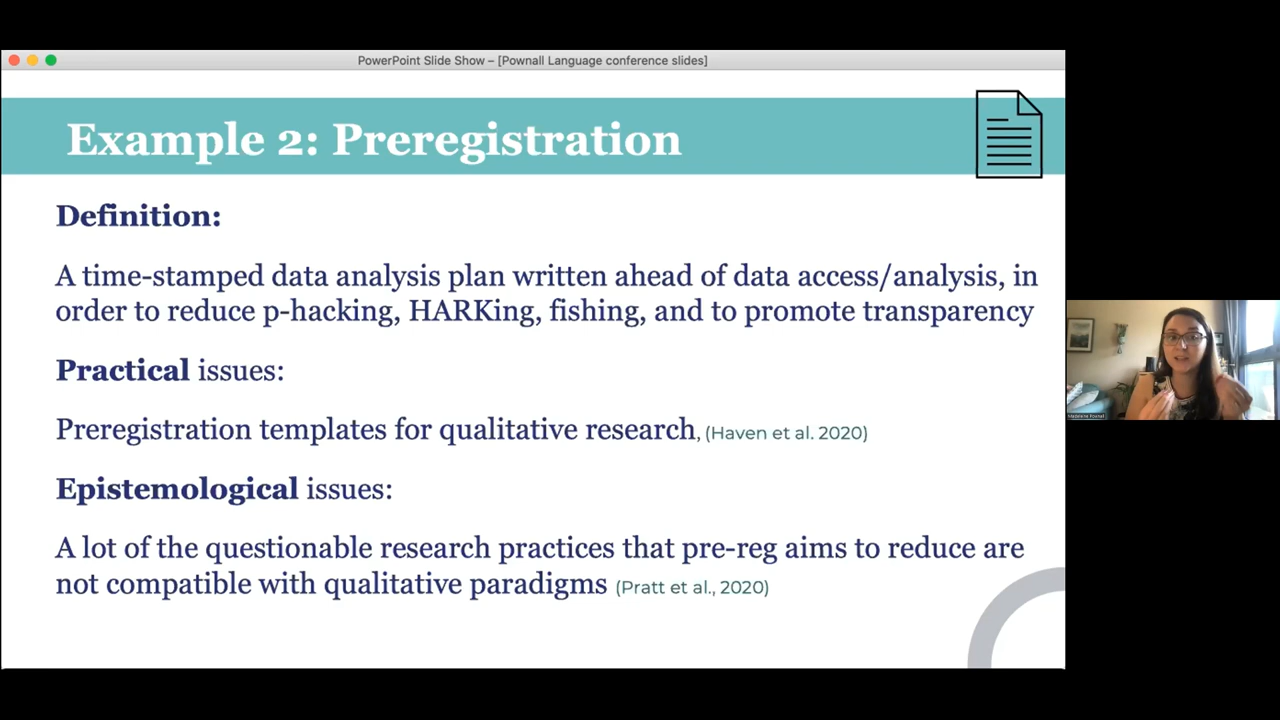 PowerPoint Slide Show – [Pownall Language conference slides]
Example 2: Preregistration
Definition:
A time-stamped data analysis plan written ahead of data access/analysis, in
order to reduce p-hacking, HARKing, fishing, and to promote transparency
Practical issues:
Preregistration templates for qualitative research, (Haven et al. 2020)
Epistemological issues:
A lot of the questionable research practices that pre-reg aims to reduce are
not compatible with qualitative paradigms (Pratt et al., 2020)